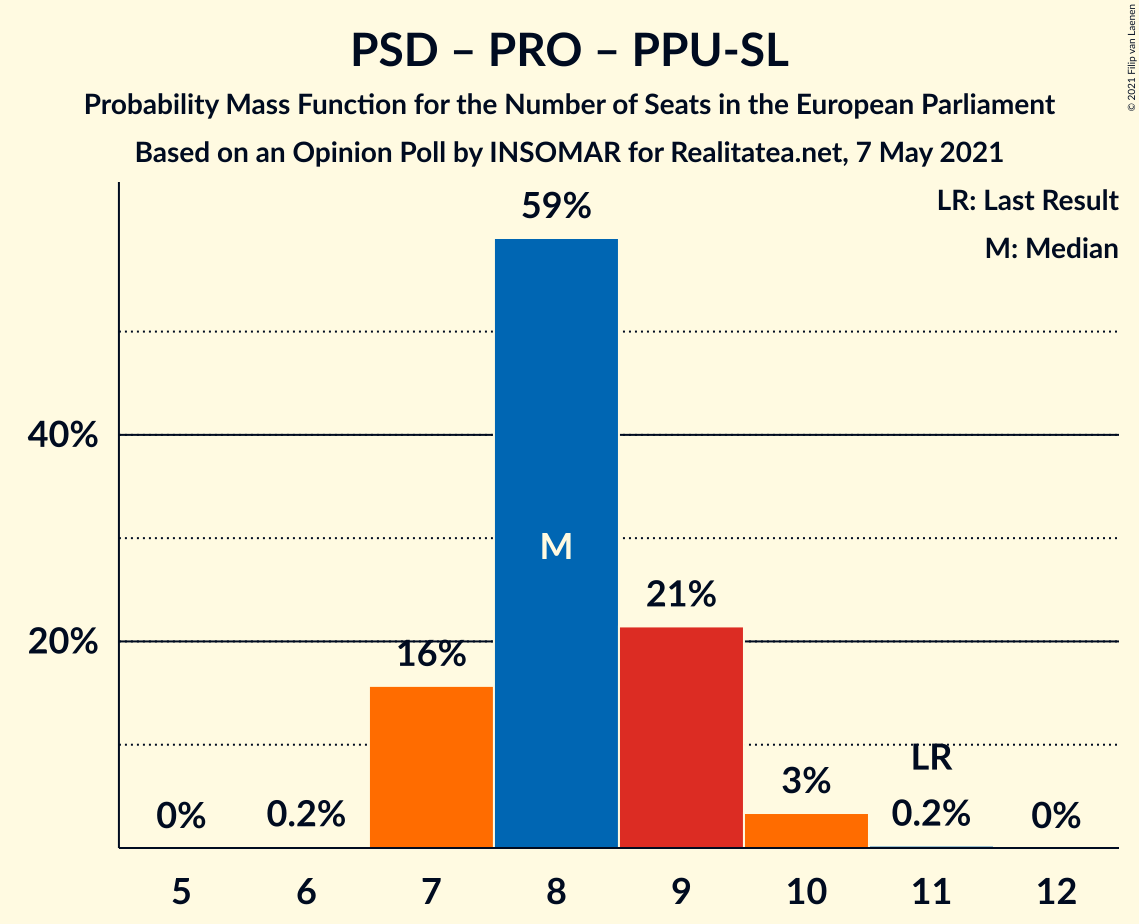 PSD – PRO – PPU-SL
Probability Mass Function for the Number of Seats in the European Parliament
Based on an Opinion Poll by INSOMAR for Realitatea.net, 7 May 2021
© 2021 Filip van Laenen
LR: Last Result
M: Median
59%
40%
M
21%
20%
16%
LR
3%
0%
0.2%
0.2%
0%
5 6 7 8 9 10 11 12